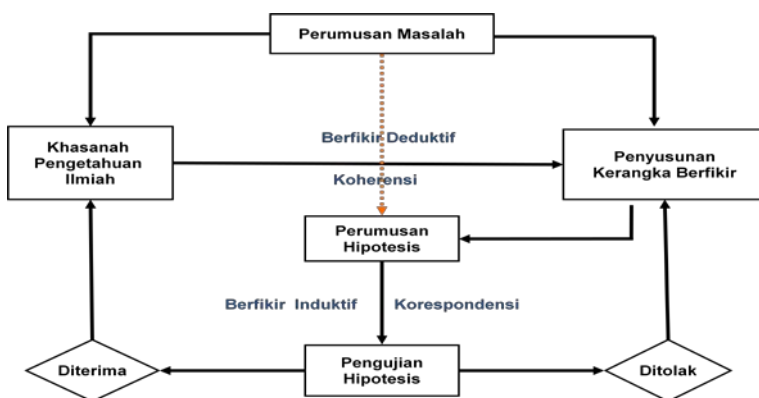 Perumusan Masalah
Berfikir Deduktif
Khasanah
Pengetahuan
Ilmiah
Penyusunan
Kerangka Berfikir
Koherensi
Perumusan
Hipotesis
Berfikir Induktif
Korespondensi
Diterima
Pengujian
Hipotesis
Ditolak